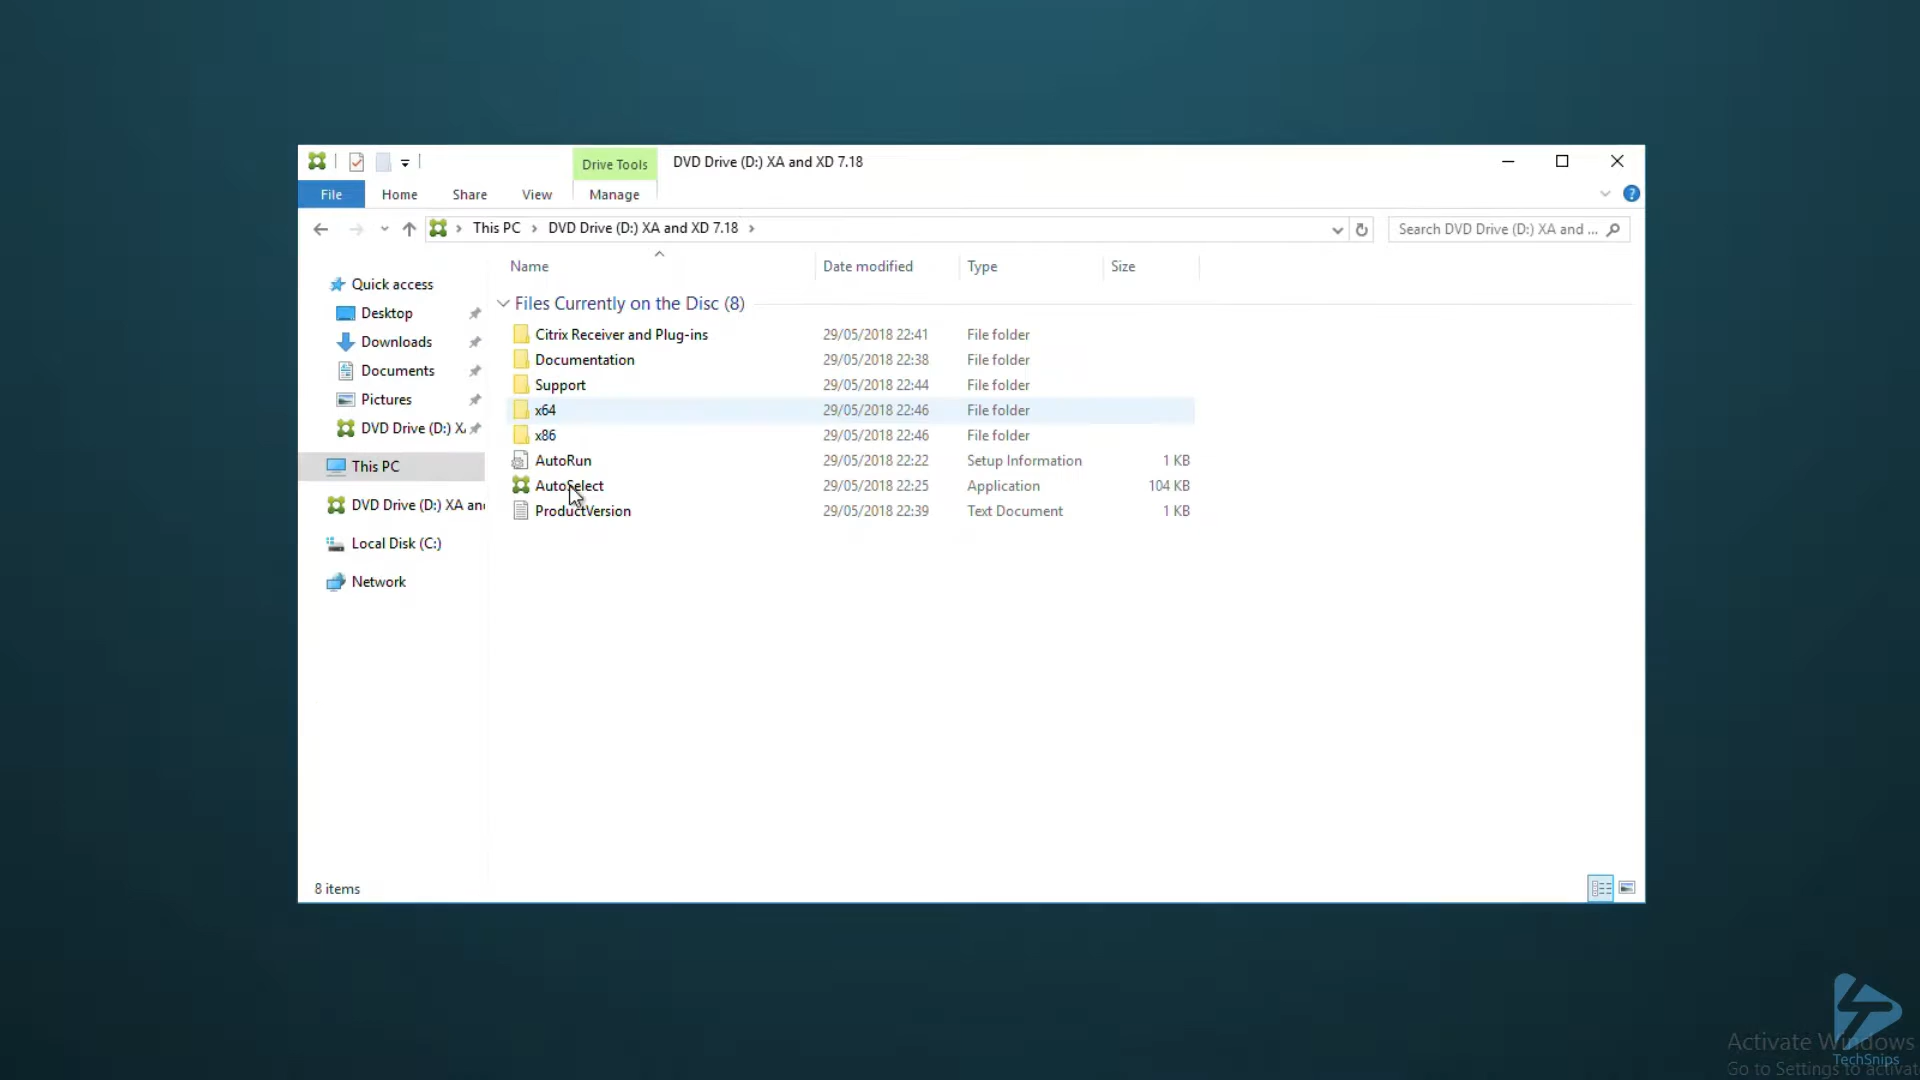 Drive Tools
DVD Drive (D:) XA and XD 7.18
File
Home
Share
View
Manage
This PC
DVD Drive (D:) XA and XD 7.18
Search DVD Drive (D:) XA and ...
Name
Date modified
Type
Size
Quick access
Desktop
Downloads
Documents
Pictures
DVD Drive (D:) X
This PC
DVD Drive (D:) XA and
Local Disk (C:)
Network
Files Currently on the Disc (8)
Citrix Receiver and Plug-ins 29/05/2018 22:41 File folder
Documentation 29/05/2018 22:38 File folder
Support 29/05/2018 22:44 File folder
x64 29/05/2018 22:46 File folder
x86 29/05/2018 22:46 File folder
AutoRun 29/05/2018 22:22 Setup Information 1 KB
AutoSelect 29/05/2018 22:25 Application 104 KB
ProductVersion 29/05/2018 22:39 Text Document 1 KB
8 items
Activate Windows
TechSnips
Go to Settings to activat